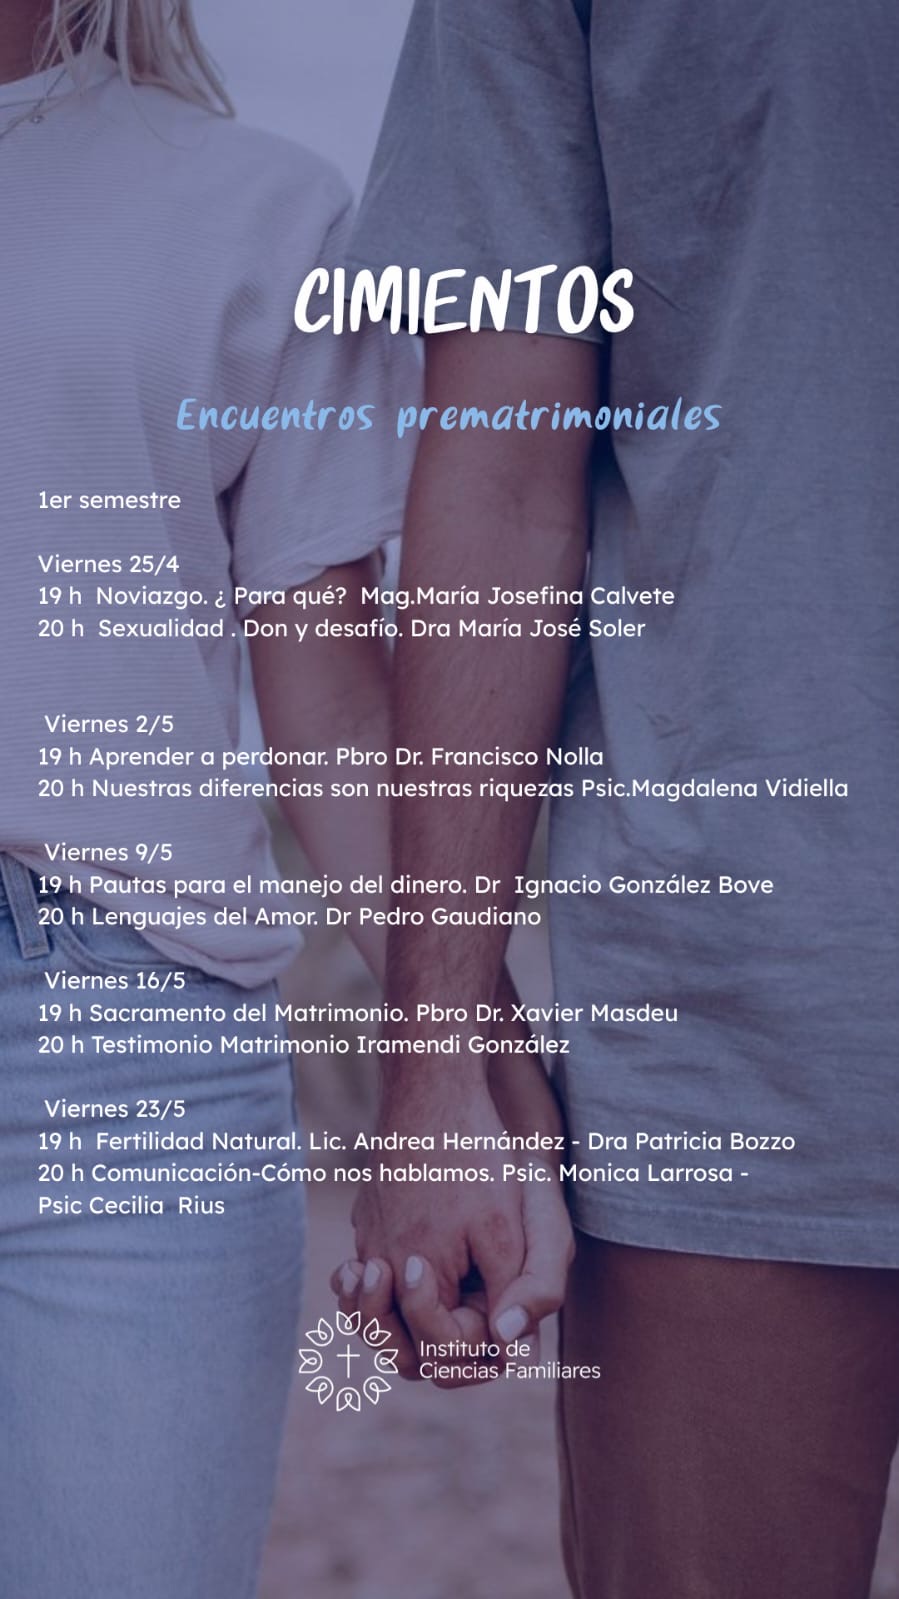 CIMIENTOS
Encuentros prematrimoniales
1er semestre
Viernes 25/4
19 h  Noviazgo. ¿ Para qué?  Mag.María Josefina Calvete
20 h  Sexualidad . Don y desafío. Dra María José Soler
Viernes 2/5
19 h Aprender a perdonar. Pbro Dr. Francisco Nolla
20 h Nuestras diferencias son nuestras riquezas Psic.Magdalena Vidiella
Viernes 9/5
19 h Pautas para el manejo del dinero. Dr  Ignacio González Bove
20 h Lenguajes del Amor. Dr Pedro Gaudiano
Viernes 16/5
19 h Sacramento del Matrimonio. Pbro Dr. Xavier Masdeu
20 h Testimonio Matrimonio Iramendi González
Viernes 23/5
19 h  Fertilidad Natural. Lic. Andrea Hernández - Dra Patricia Bozzo
20 h Comunicación-Cómo nos hablamos. Psic. Monica Larrosa -
Psic Cecilia  Rius
Instituto de
Ciencias Familiares